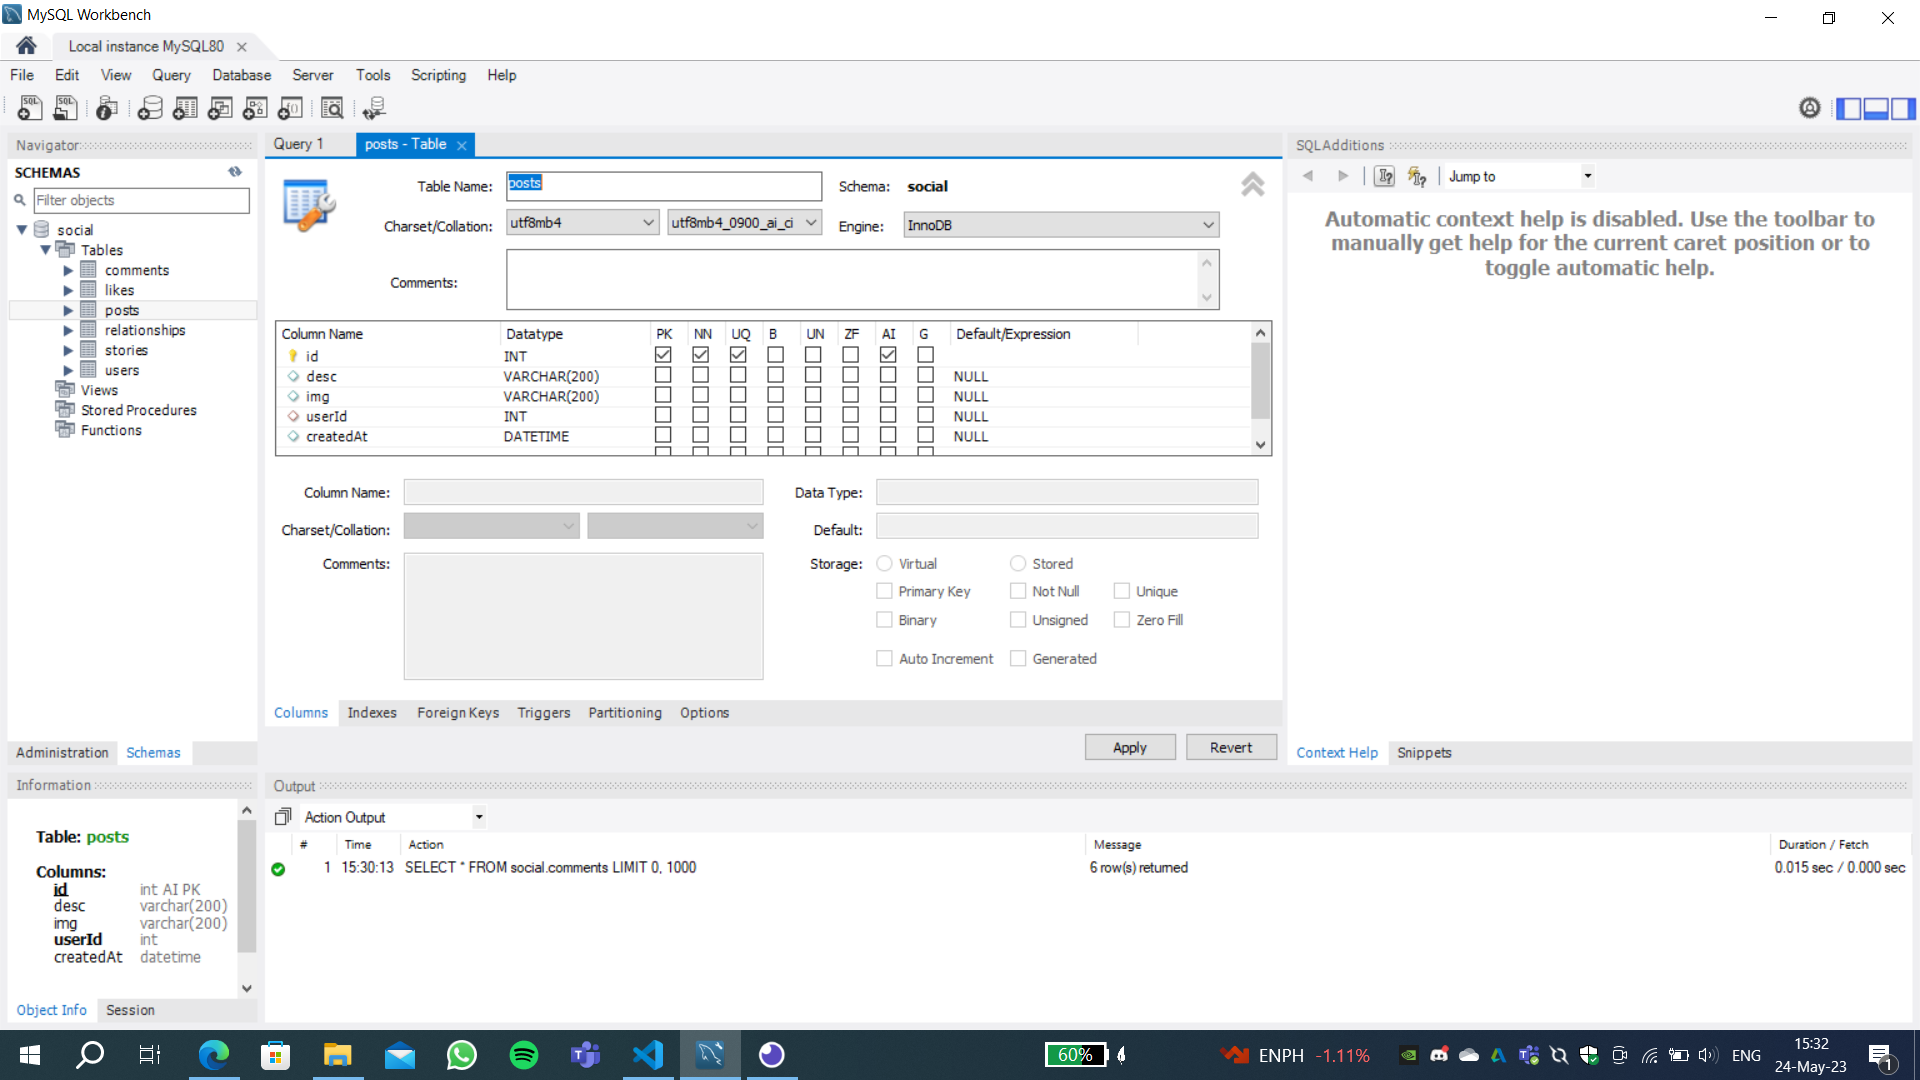 MySQL Workbench
Local instance MySQL80
File Edit View Query Database Server Tools Scripting Help
Navigator
SCHEMAS
Filter objects
social
Tables
comments
likes
posts
relationships
stories
users
Views
Stored Procedures
Functions
Administration Schemas
Query 1 posts - Table
Table Name: posts Schema: social
Charset/Collation: utf8mb4 utf8mb4_0900_ai_ci Engine: InnoDB
Comments:
Column Name Datatype PK NN UQ B UN ZF AI G Default/Expression
id INT
desc VARCHAR(200) NULL
img VARCHAR(200) NULL
userId INT NULL
createdAt DATETIME NULL
Column Name: Data Type:
Charset/Collation: Default:
Comments: Storage: Virtual Stored
Primary Key Not Null Unique
Binary Unsigned Zero Fill
Auto Increment Generated
Columns Indexes Foreign Keys Triggers Partitioning Options
Apply Revert
SQLAdditions
Jump to
Automatic context help is disabled. Use the toolbar to
manually get help for the current caret position or to
toggle automatic help.
Context Help Snippets
Information
Table: posts
Columns:
id int AI PK
desc varchar(200)
img varchar(200)
userId int
createdAt datetime
Object Info Session
Output
Action Output
# Time Action Message Duration / Fetch
1 15:30:13 SELECT * FROM social.comments LIMIT 0, 1000 6 row(s) returned 0.015 sec / 0.000 sec
60% ENPH -1.11% ENG 15:32
24-May-23
1